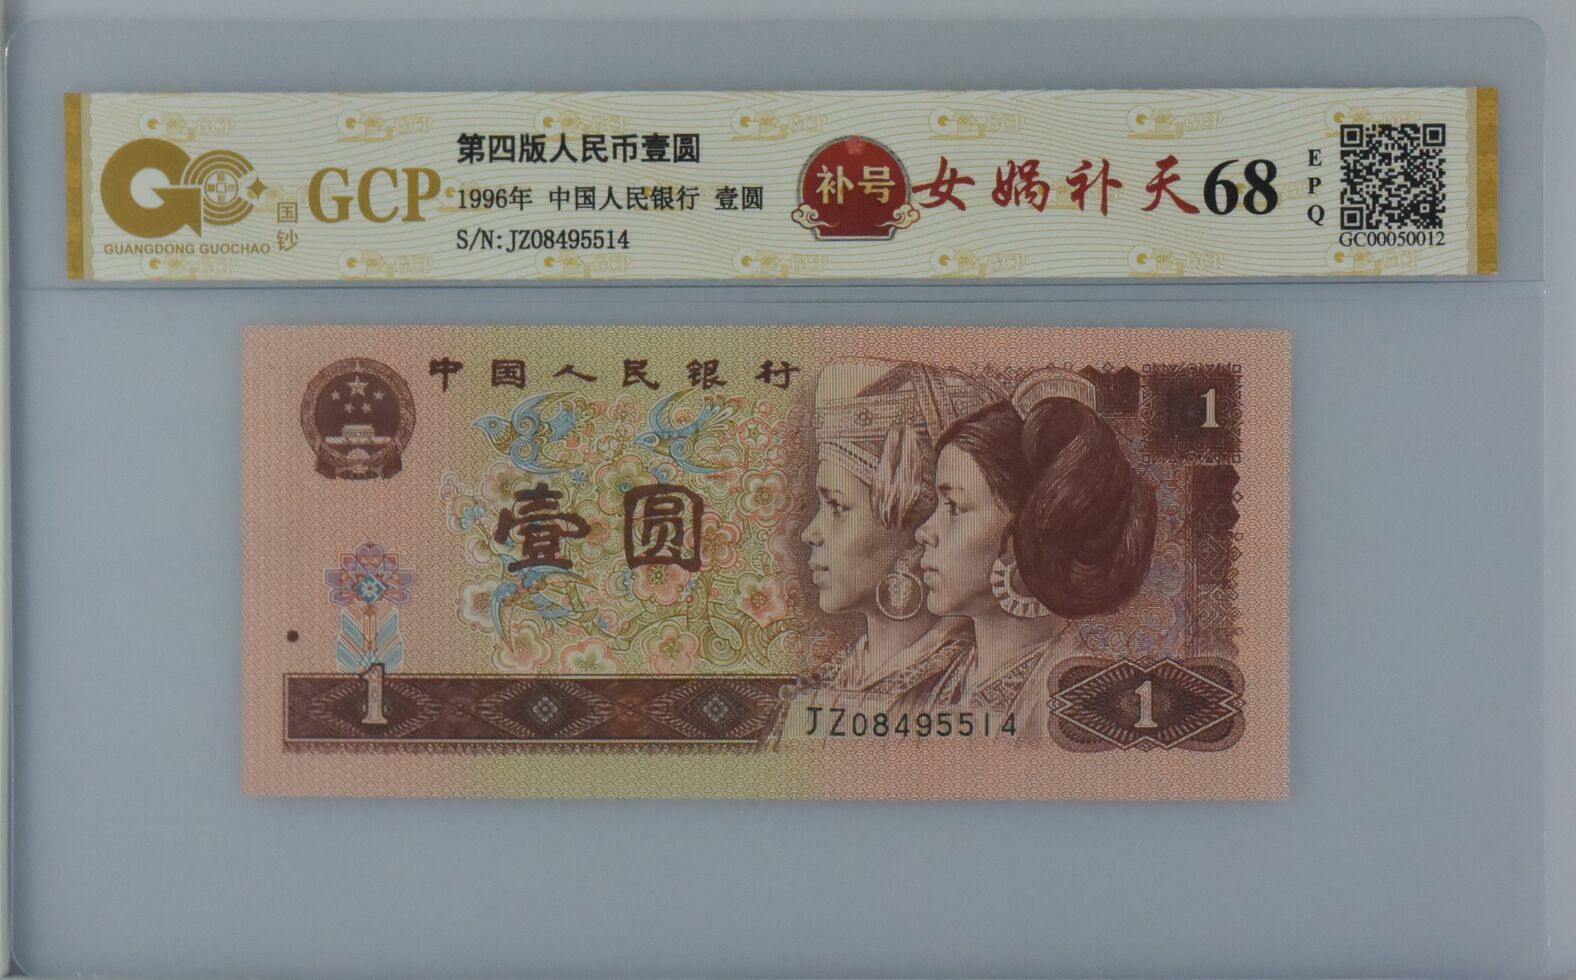 GCP
GUANGDONG GUOCHAO
国钞
第四版人民币壹圆
1996年 中国人民银行 壹圆
S/N:JZ08495514
补号
女娲补天
68
EPQ
GC00050012
中国人民银行
1
壹圆
1
JZ08495514
1